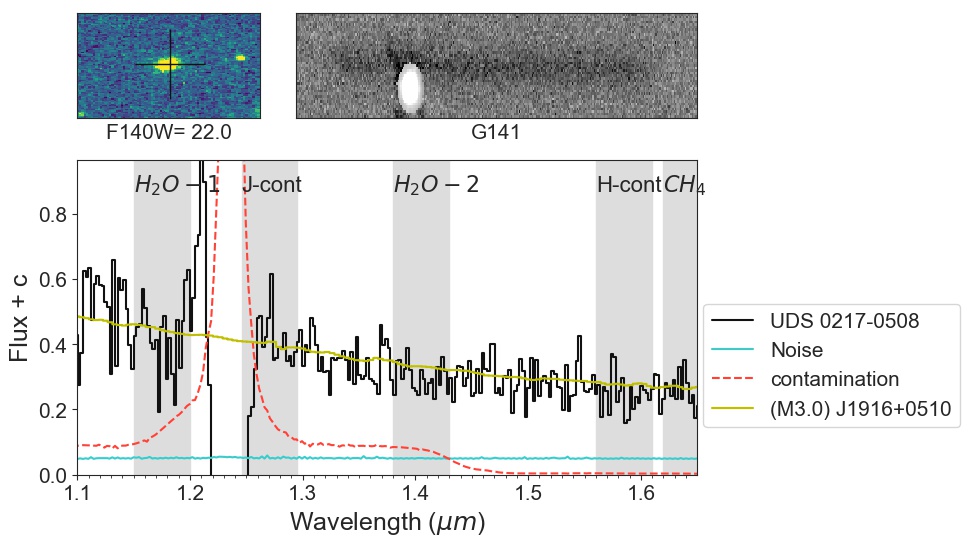 F140W= 22.0
G141
H₂O − 1 J-cont H₂O − 2 H-cont CH₄
0.8
0.6
0.4
0.2
0.0
Flux + c
1.1 1.2 1.3 1.4 1.5 1.6
Wavelength (μm)
UDS 0217-0508
Noise
contamination
(M3.0) J1916+0510